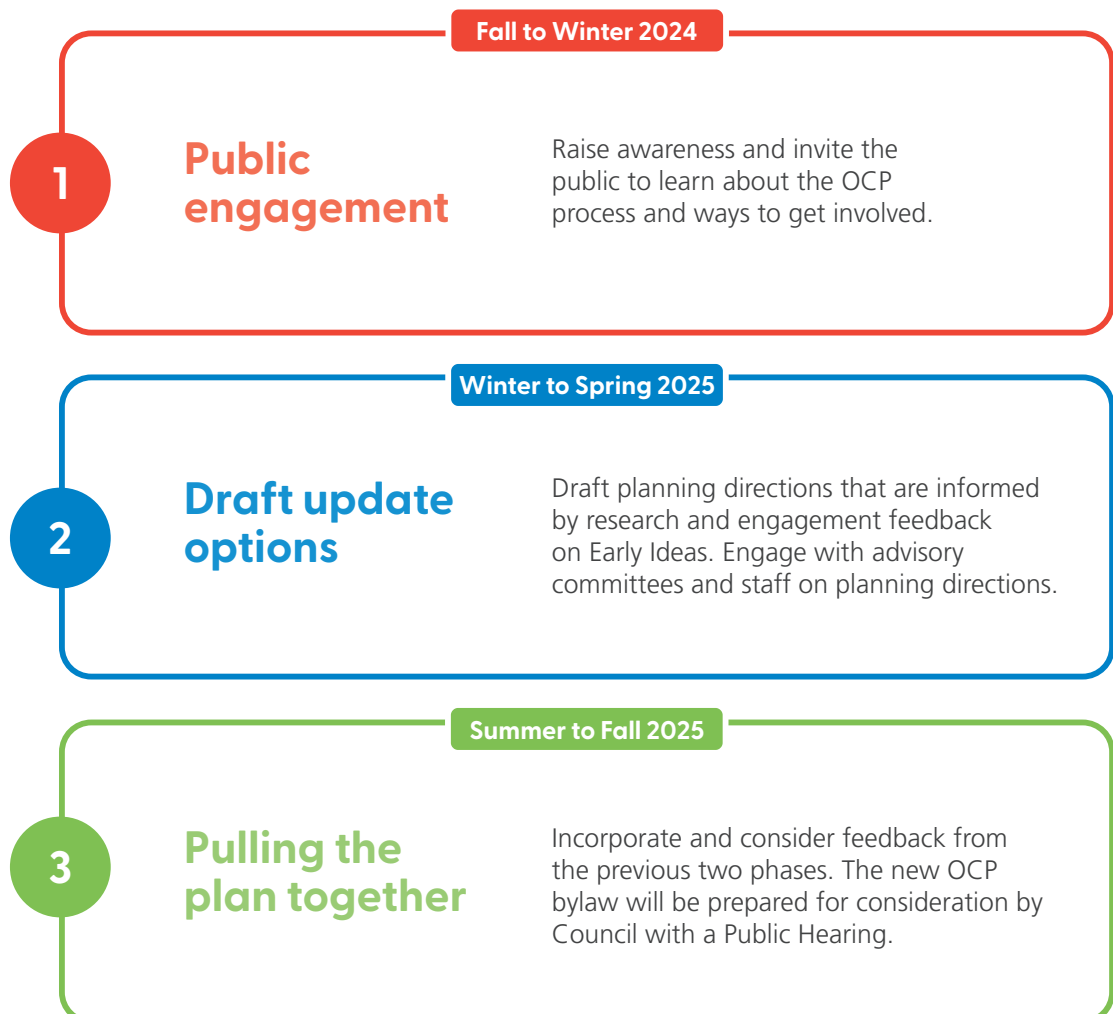 Fall to Winter 2024
1
Public
engagement
Raise awareness and invite the
public to learn about the OCP
process and ways to get involved.
Winter to Spring 2025
2
Draft update
options
Draft planning directions that are informed
by research and engagement feedback
on Early Ideas. Engage with advisory
committees and staff on planning directions.
Summer to Fall 2025
3
Pulling the
plan together
Incorporate and consider feedback from
the previous two phases. The new OCP
bylaw will be prepared for consideration by
Council with a Public Hearing.